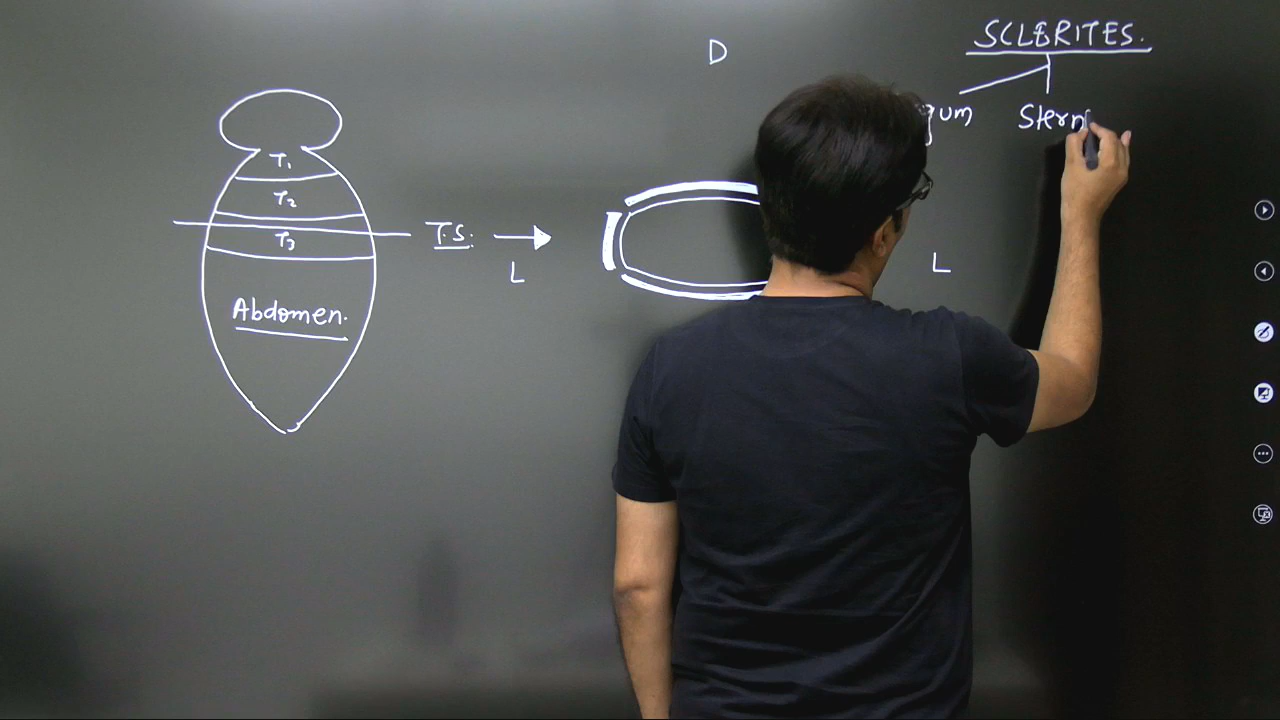 SCLERITES.
D
T₁
T₂
T₃
T.S.
L
L
Abdomen.